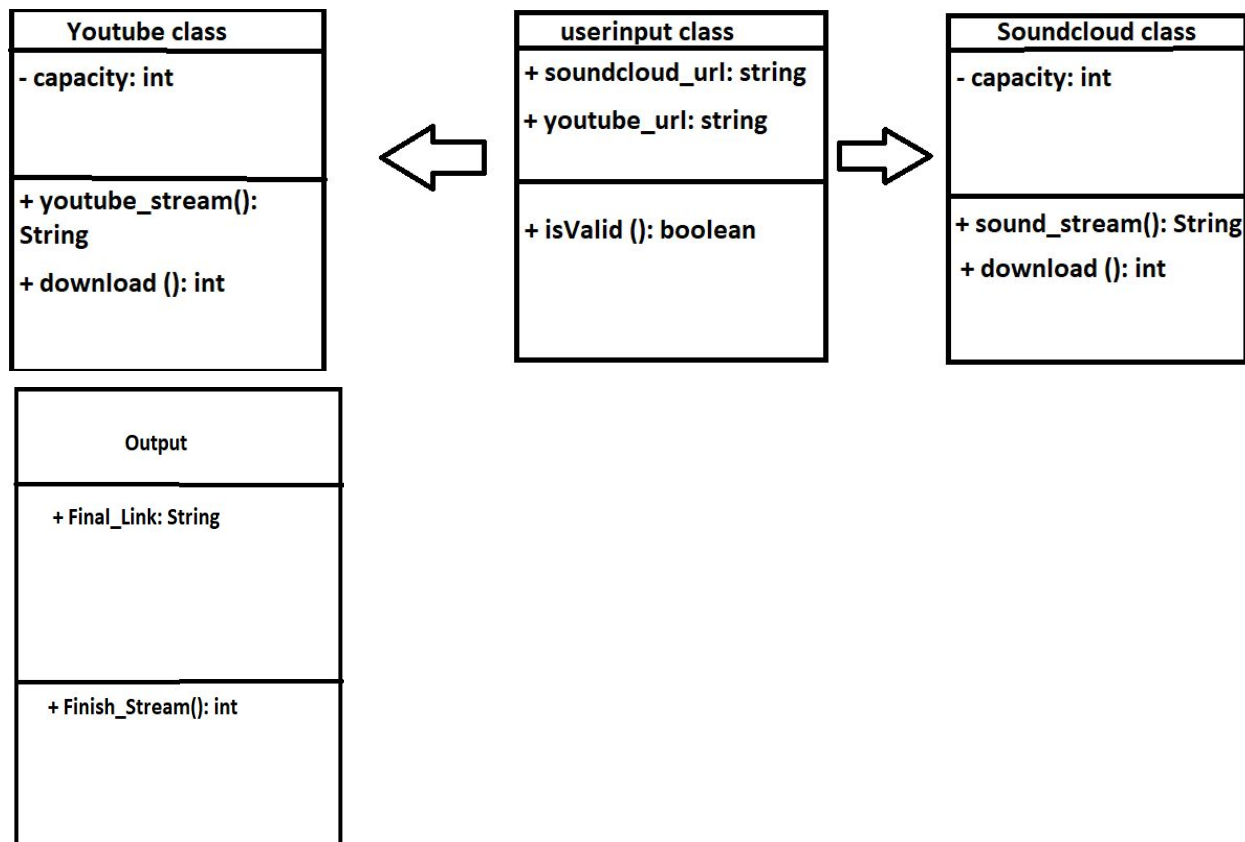 Youtube class
- capacity: int
+ youtube_stream():
String
+ download (): int
userinput class
+ soundcloud_url: string
+ youtube_url: string
+ isValid (): boolean
Soundcloud class
- capacity: int
+ sound_stream(): String
+ download (): int
Output
+ Final_Link: String
+ Finish_Stream(): int